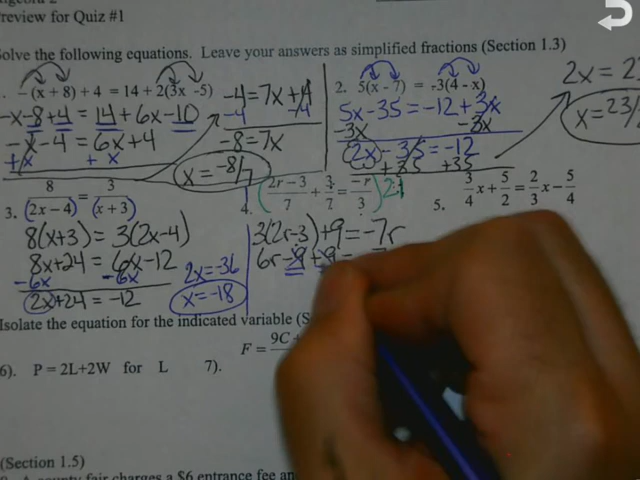 review for Quiz #1
Solve the following equations. Leave your answers as simplified fractions (Section 1.3)
-(x + 8) + 4 = 14 + 2(3x -5)
-x-8+4 = 14+6x-10
-x-4 = 6x+4
+x +x
-4=7x+4
-4 -4
-8=7x
x = -8/7
2. 5(x - 7) = -3(4 - x)
5x-35=-12+3x
-3x -3x
2x-35=-12
+35 +35
2x = 2
x=23/
3. 8/(2x – 4) = 3/(x + 3)
8(x+3) = 3(2x-4)
8x+24 = 6x-12
-6x -6x
2x+24 = -12
2x=-36
x=-18
4. (2r – 3)/7 + 3/7 = -r/3 21
3(2r-3)+9=-7r
6r-9+9=
5. 3/4 x + 5/2 = 2/3 x – 5/4
Isolate the equation for the indicated variable (S
6). P = 2L+2W for L
7). F = 9C +
(Section 1.5)
county fair charges a $6 entrance fee an